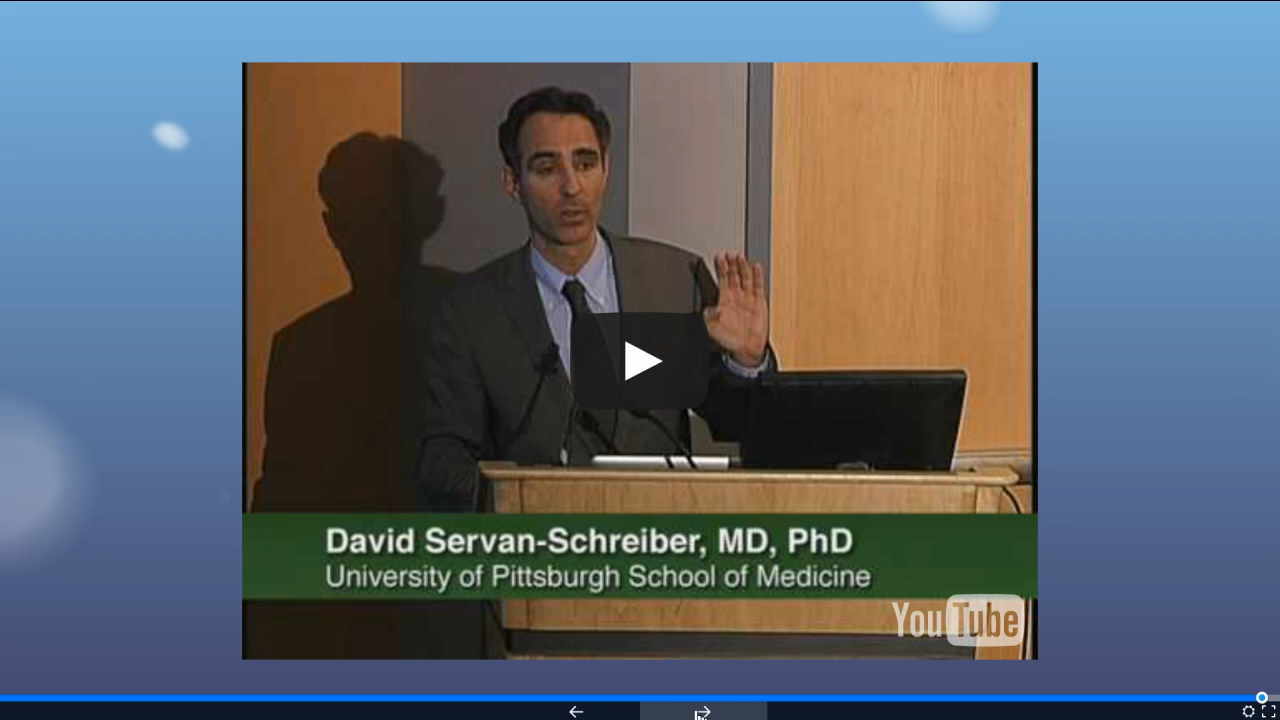 David Servan-Schreiber, MD, PhD
University of Pittsburgh School of Medicine
YouTube